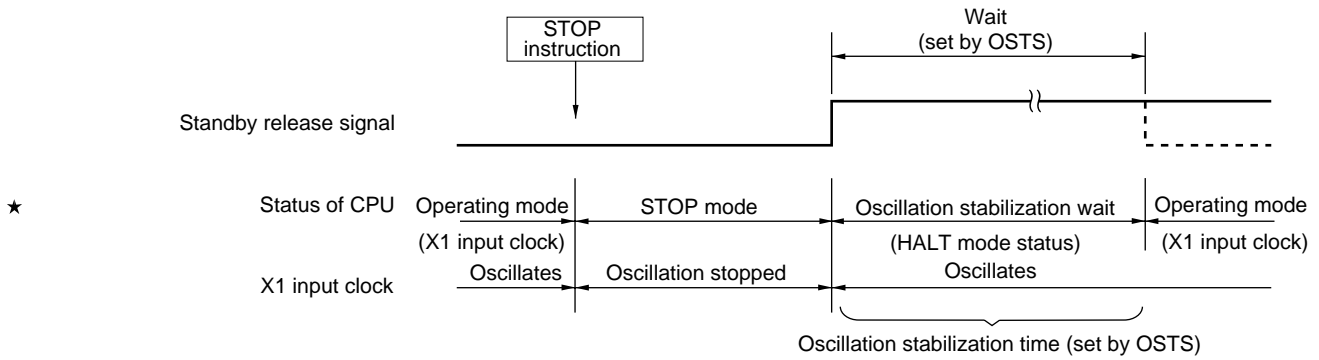 STOP
instruction
Wait
(set by OSTS)
Standby release signal
★ Status of CPU Operating mode STOP mode Oscillation stabilization wait Operating mode
(X1 input clock) (HALT mode status) (X1 input clock)
X1 input clock Oscillates Oscillation stopped Oscillates
Oscillation stabilization time (set by OSTS)